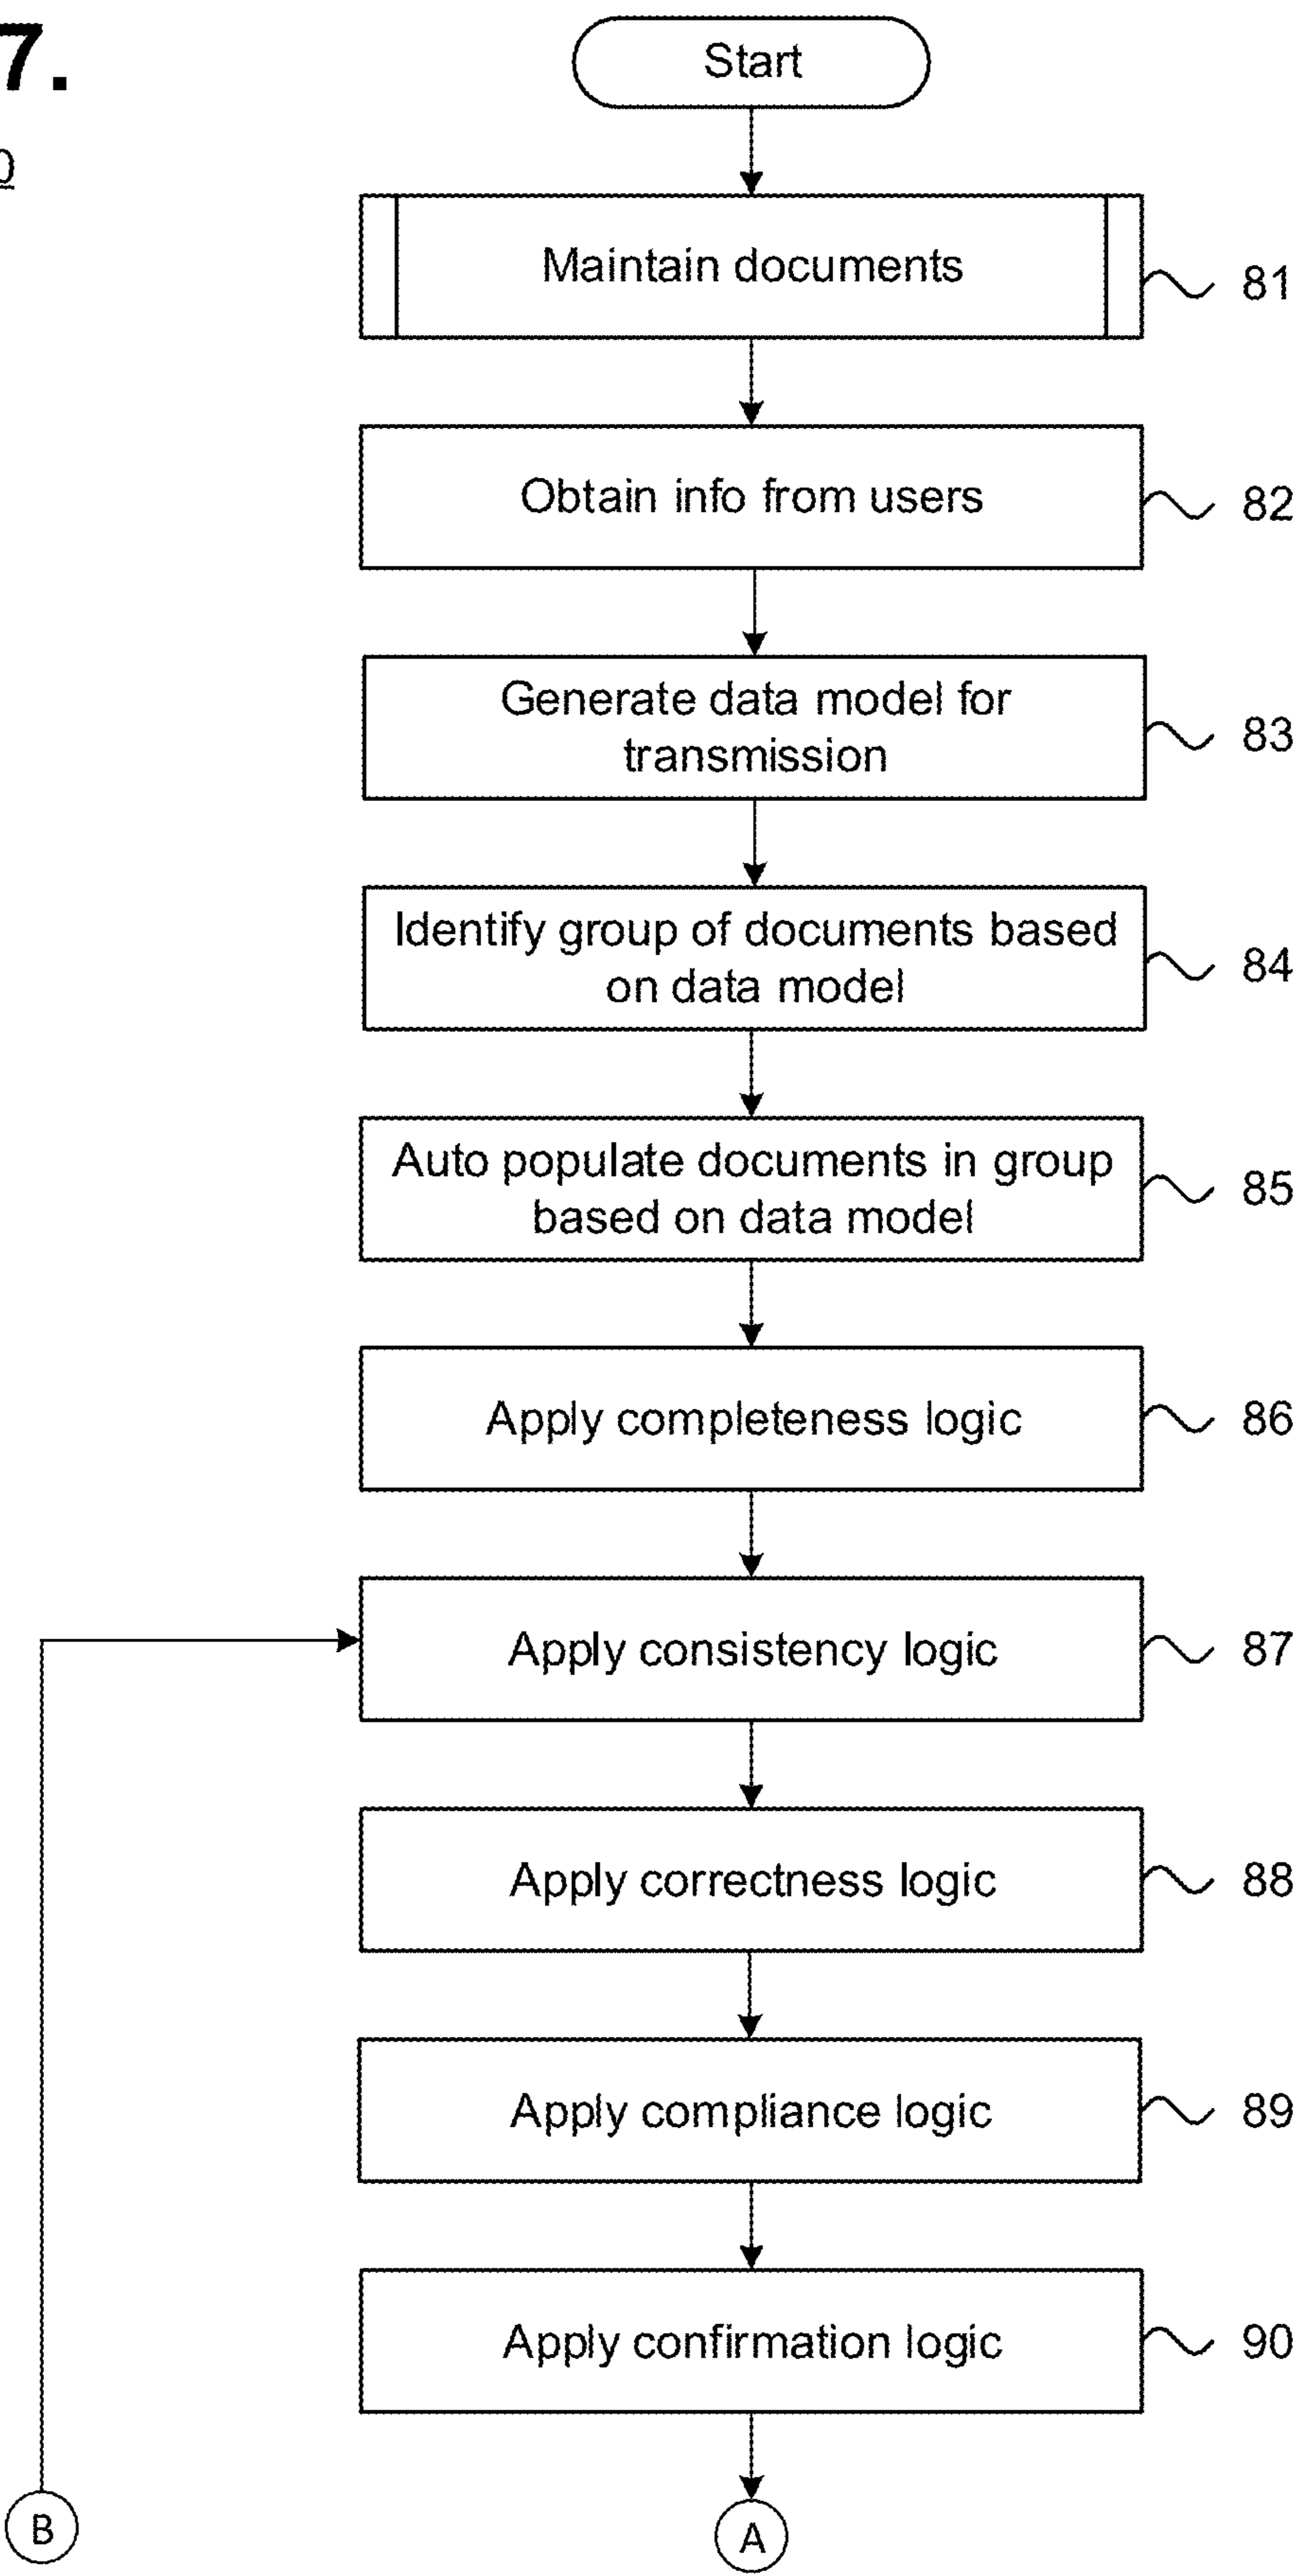 7.
0
Start
Maintain documents
81
Obtain info from users
82
Generate data model for
transmission
83
Identify group of documents based
on data model
84
Auto populate documents in group
based on data model
85
Apply completeness logic
86
Apply consistency logic
87
Apply correctness logic
88
Apply compliance logic
89
Apply confirmation logic
90
B
A